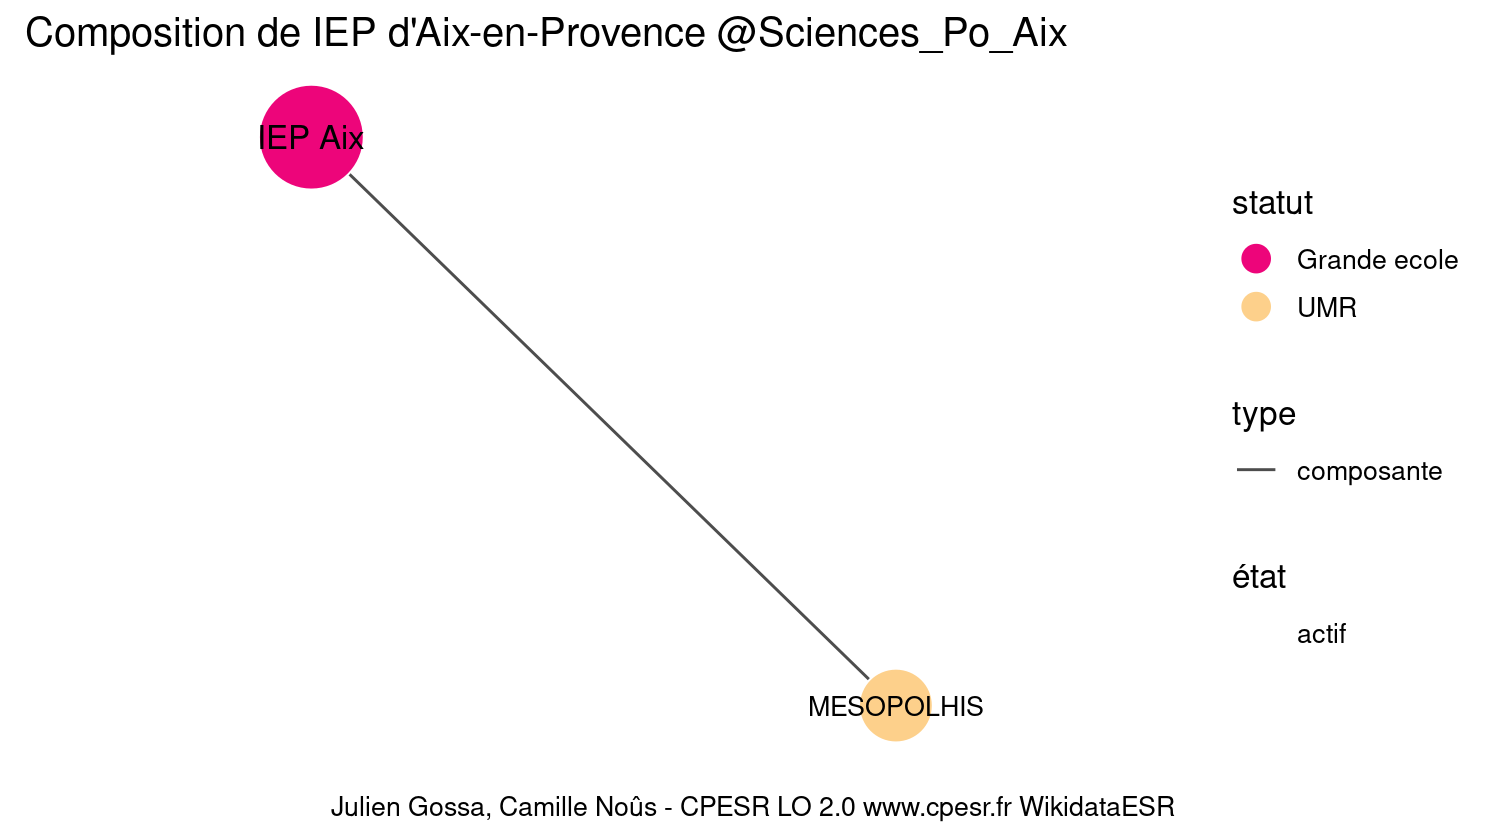 Composition de IEP d'Aix-en-Provence @Sciences_Po_Aix
IEP Aix
MESOPOLHIS
statut
Grande ecole
UMR
type
composante
état
actif
Julien Gossa, Camille Noûs - CPESR LO 2.0 www.cpesr.fr WikidataESR